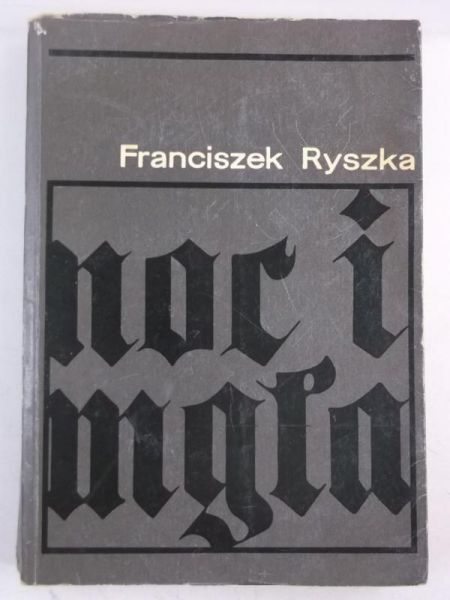 Franciszek Ryszka
noc i
mgła